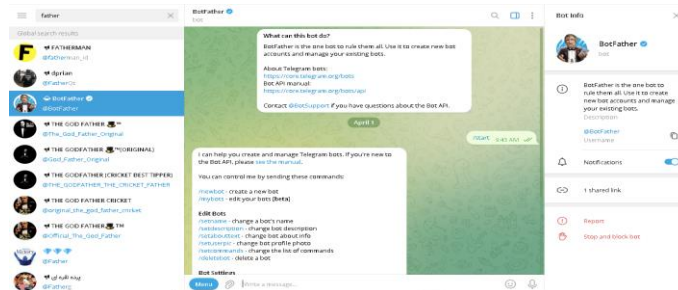 father
Global search results
FATHERMAN
dprian
BotFather
@BotFather
THE GOD FATHER ™
@The_God_Father_Original
THE GODFATHER ™(ORIGINAL)
@God_Father_Original
THE GODFATHER (CRICKET BEST TIPPER)
@THE_GODFATHER_THE_CRICKET_FATHER
THE GOD FATHER CRICKET
@original_the_god_father_cricket
THE GOD FATHER ™
@Official_The_God_Father
@Father
BotFather
bot
What can this bot do?
BotFather is the one bot to rule them all. Use it to create new bot
accounts and manage your existing bots.
About Telegram bots:
https://core.telegram.org/bots
Bot API manual:
https://core.telegram.org/bots/api
Contact @BotSupport if you have questions about the Bot API.
April 1
/start 9:40 AM
I can help you create and manage Telegram bots. If you're new to
the Bot API, please see the manual.
You can control me by sending these commands:
/newbot - create a new bot
/mybots - edit your bots [beta]
Edit Bots
/setname - change a bot's name
/setdescription - change bot description
/setabouttext - change bot about info
/setuserpic - change bot profile photo
/setcommands - change the list of commands
/deletebot - delete a bot
Bot Settings
Menu
Write a message...
Bot Info
BotFather
bot
BotFather is the one bot to
rule them all. Use it to create
new bot accounts and manage
your existing bots.
Description
@BotFather
Username
Notifications
1 shared link
Report
Stop and block bot